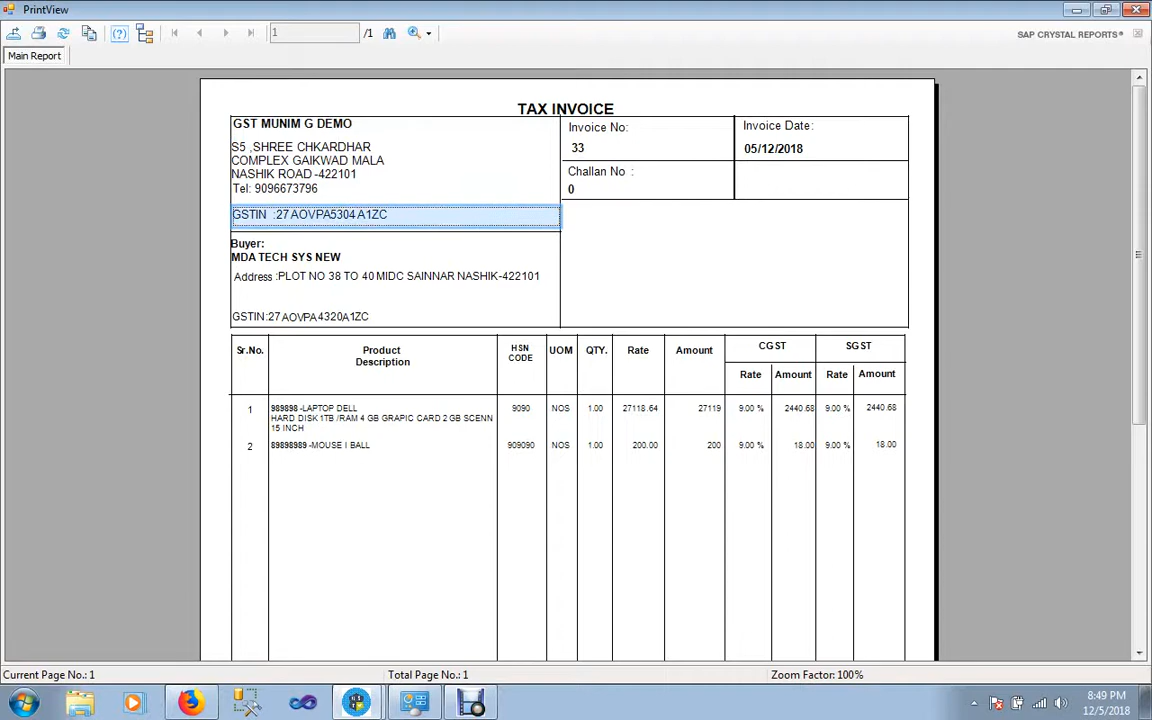 PrintView
1
/1
SAP CRYSTAL REPORTS®
Main Report
TAX INVOICE
GST MUNIM G DEMO
S5 ,SHREE CHKARDHAR
COMPLEX GAIKWAD MALA
NASHIK ROAD -422101
Tel: 9096673796
GSTIN :27AOVPA5304A1ZC
Invoice No:
33
Invoice Date:
05/12/2018
Challan No :
0
Buyer:
MDA TECH SYS NEW
Address :PLOT NO 38 TO 40 MIDC SAINNAR NASHIK-422101
GSTIN:27AOVPA4320A1ZC
Sr.No. Product Description HSN CODE UOM QTY. Rate Amount CGST SGST
Rate Amount Rate Amount
1 989898 -LAPTOP DELL 9090 NOS 1.00 27118.64 27119 9.00 % 2440.68 9.00 % 2440.68
HARD DISK 1TB /RAM 4 GB GRAPIC CARD 2 GB SCENN
15 INCH
2 89898989 -MOUSE I BALL 909090 NOS 1.00 200.00 200 9.00 % 18.00 9.00 % 18.00
Current Page No.: 1 Total Page No.: 1 Zoom Factor: 100%
8:49 PM
12/5/2018